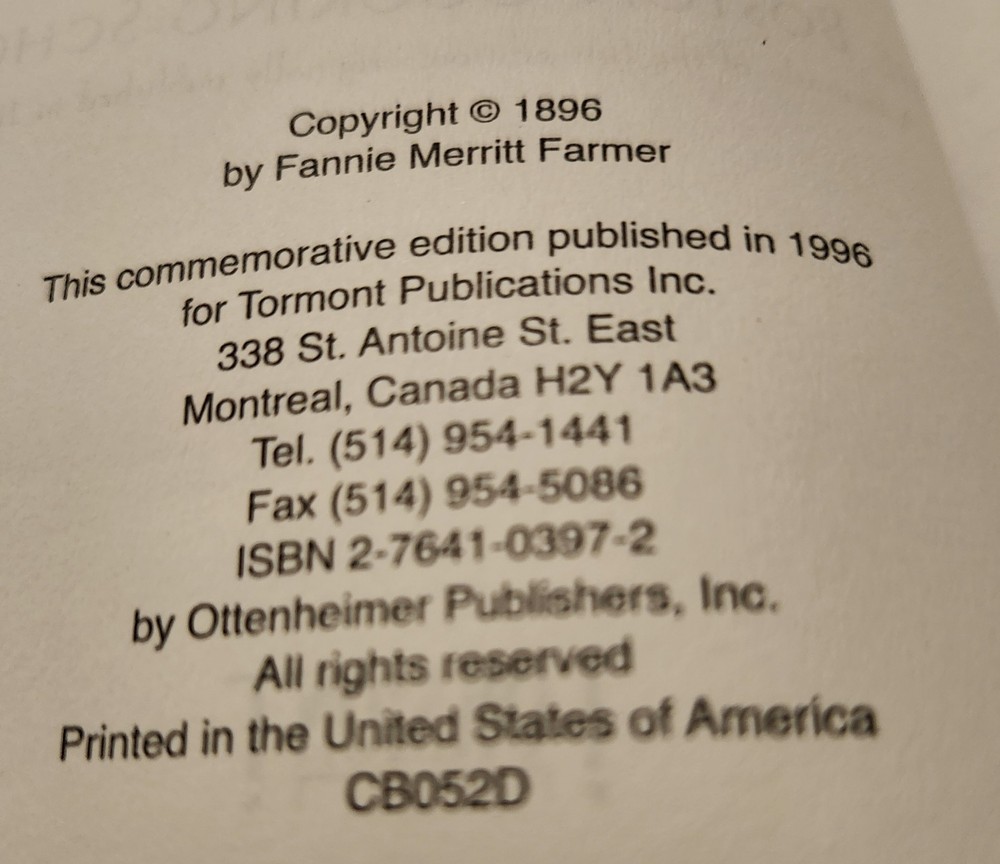 Copyright © 1896
by Fannie Merritt Farmer
This commemorative edition published in 1996
for Tormont Publications Inc.
338 St. Antoine St. East
Montreal, Canada H2Y 1A3
Tel. (514) 954-1441
Fax (514) 954-5086
ISBN 2-7641-0397-2
by Ottenheimer Publishers, Inc.
All rights reserved
Printed in the United States of America
CB052D